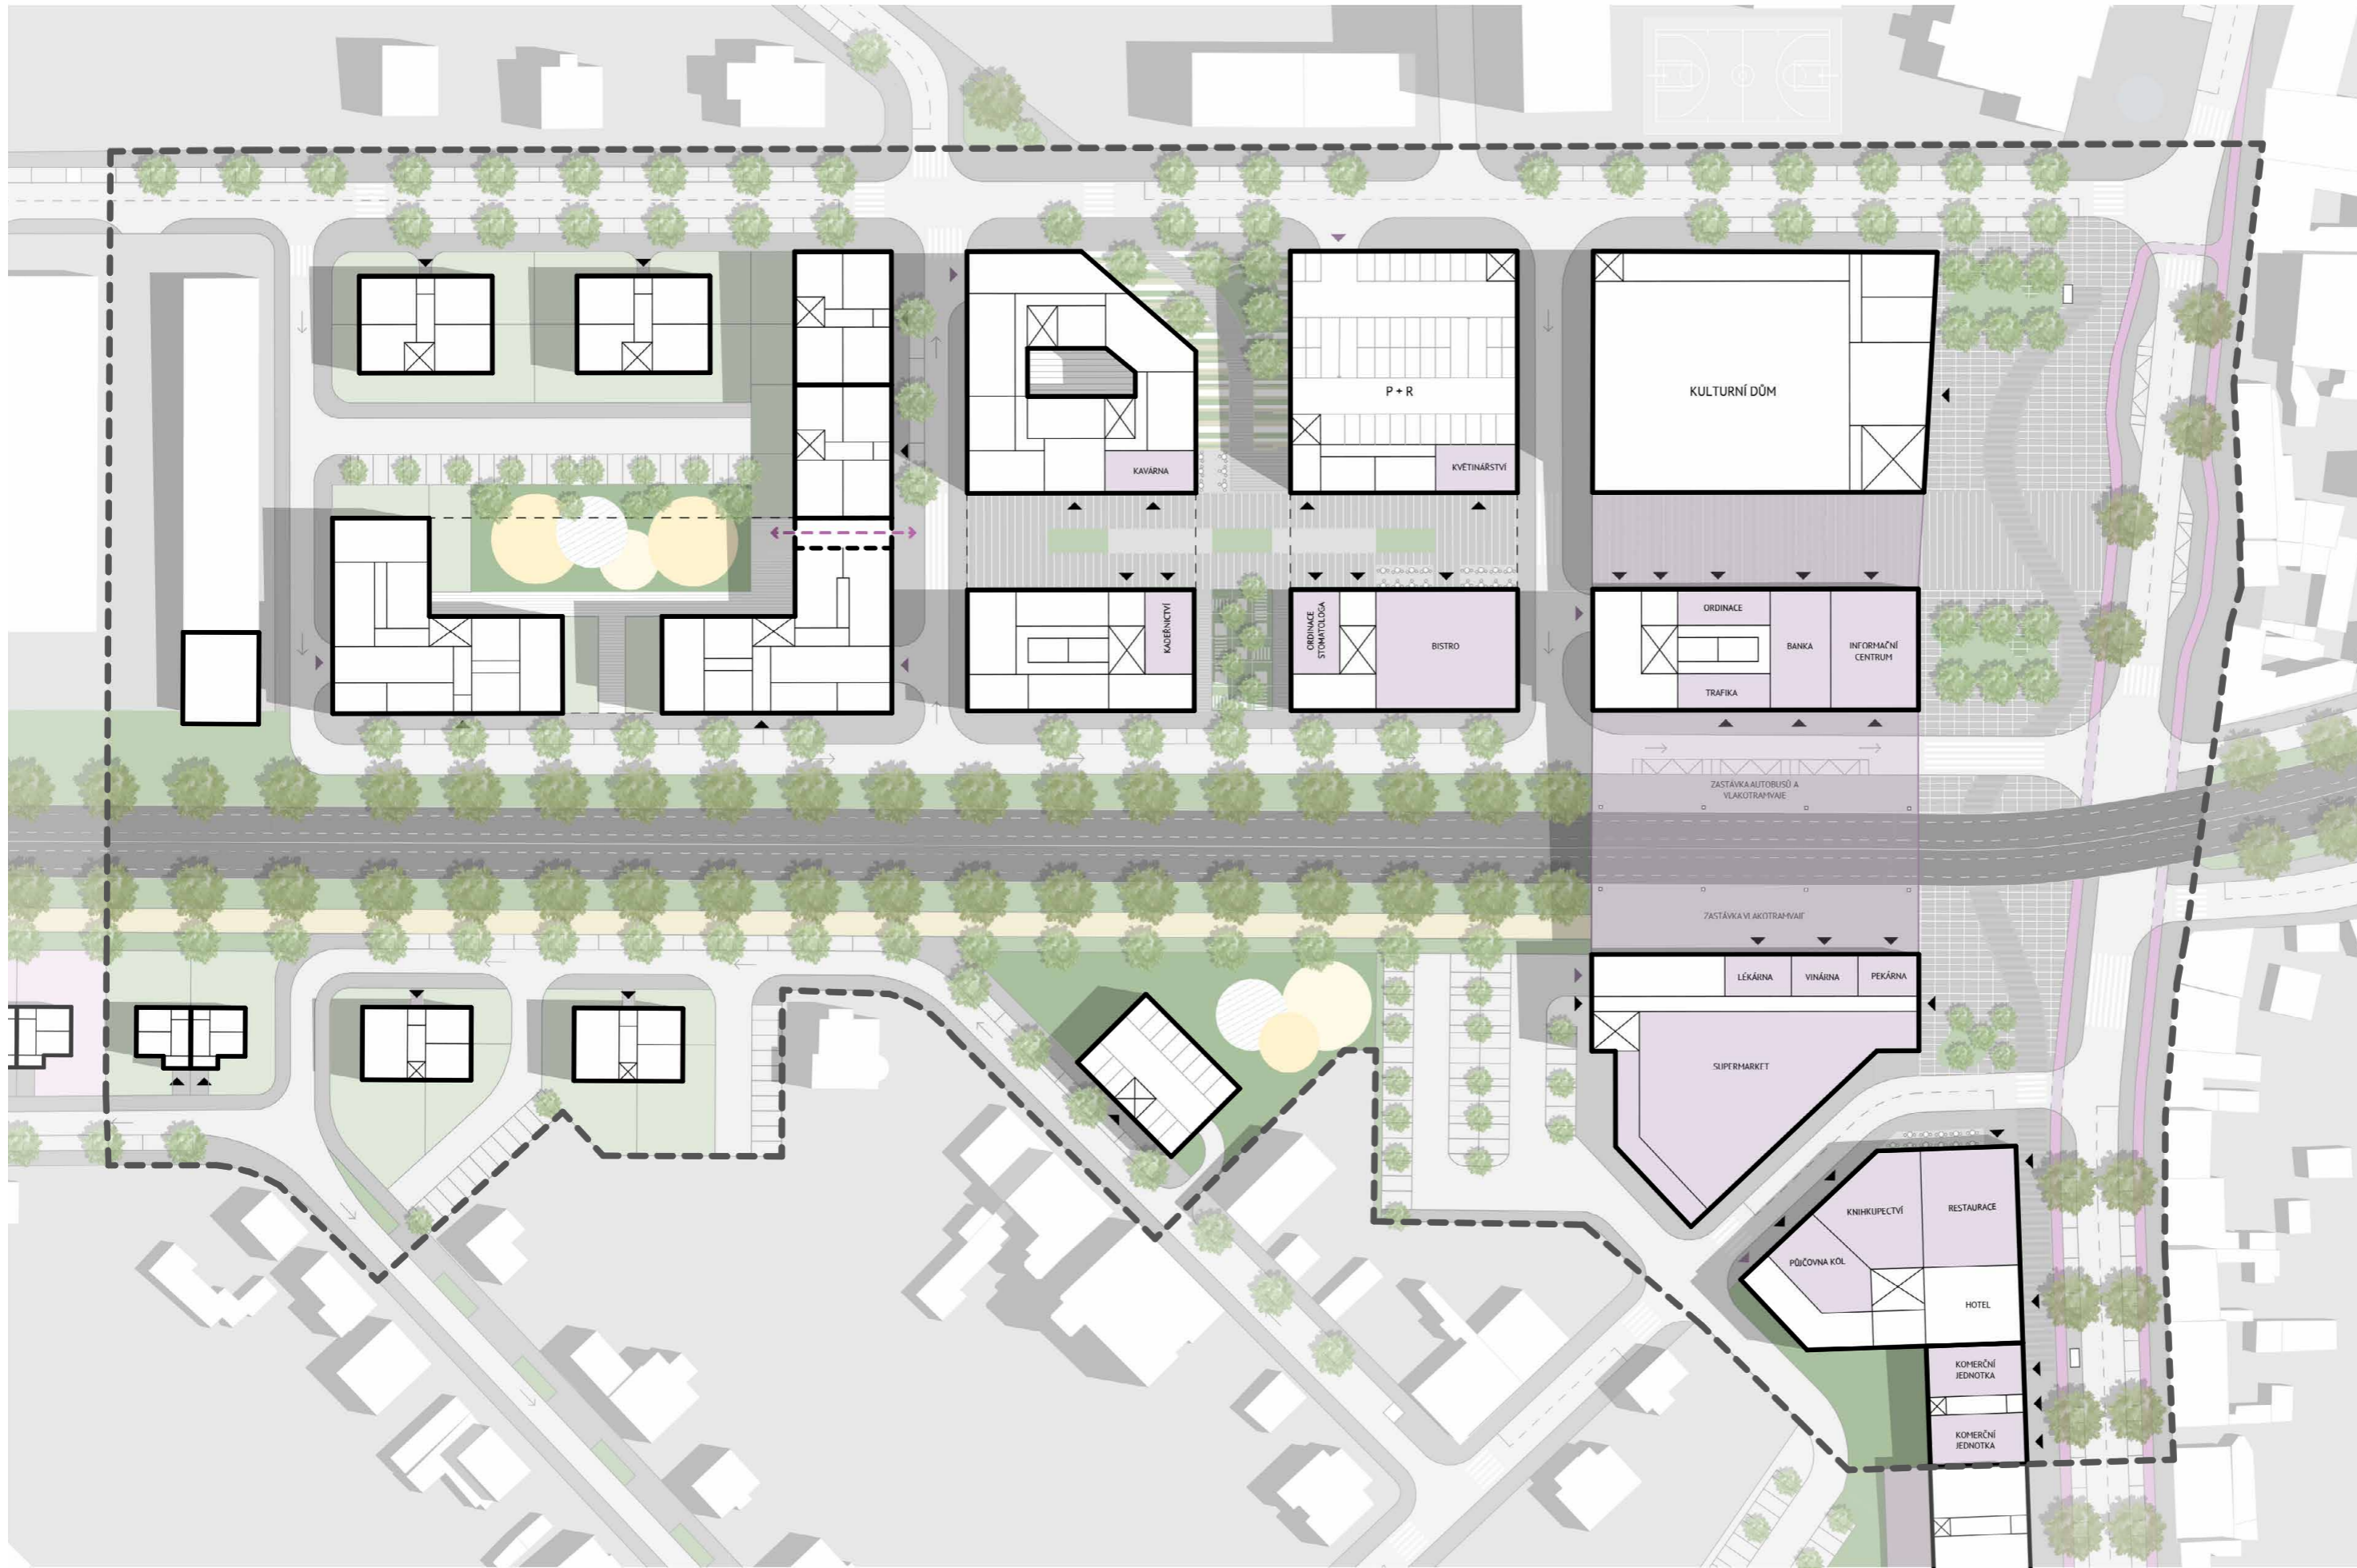 P + R
KULTURNÍ DŮM
KAVÁRNA
KVĚTINÁŘSTVÍ
KADEŘNICTVÍ
ORDINACE
STOMATOLOGA
BISTRO
ORDINACE
TRAFIKA
BANKA
INFORMAČNÍ
CENTRUM
ZASTÁVKA AUTOBUSŮ A
VLAKOTRAMVAJE
ZASTÁVKA VLAKOTRAMVAJE
LÉKÁRNA
VINÁRNA
PEKÁRNA
SUPERMARKET
KNIHKUPECTVÍ
RESTAURACE
PŮJČOVNA KOL
HOTEL
KOMERČNÍ
JEDNOTKA
KOMERČNÍ
JEDNOTKA